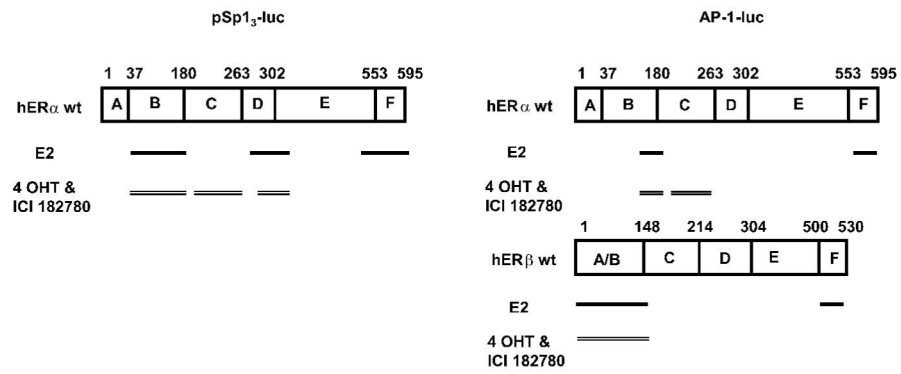 pSp1₃-luc
1 37 180 263 302 553 595
hERα wt A B C D E F
E2
4 OHT &
ICI 182780
AP-1-luc
1 37 180 263 302 553 595
hERα wt A B C D E F
E2
4 OHT &
ICI 182780
1 148 214 304 500 530
hERβ wt A/B C D E F
E2
4 OHT &
ICI 182780